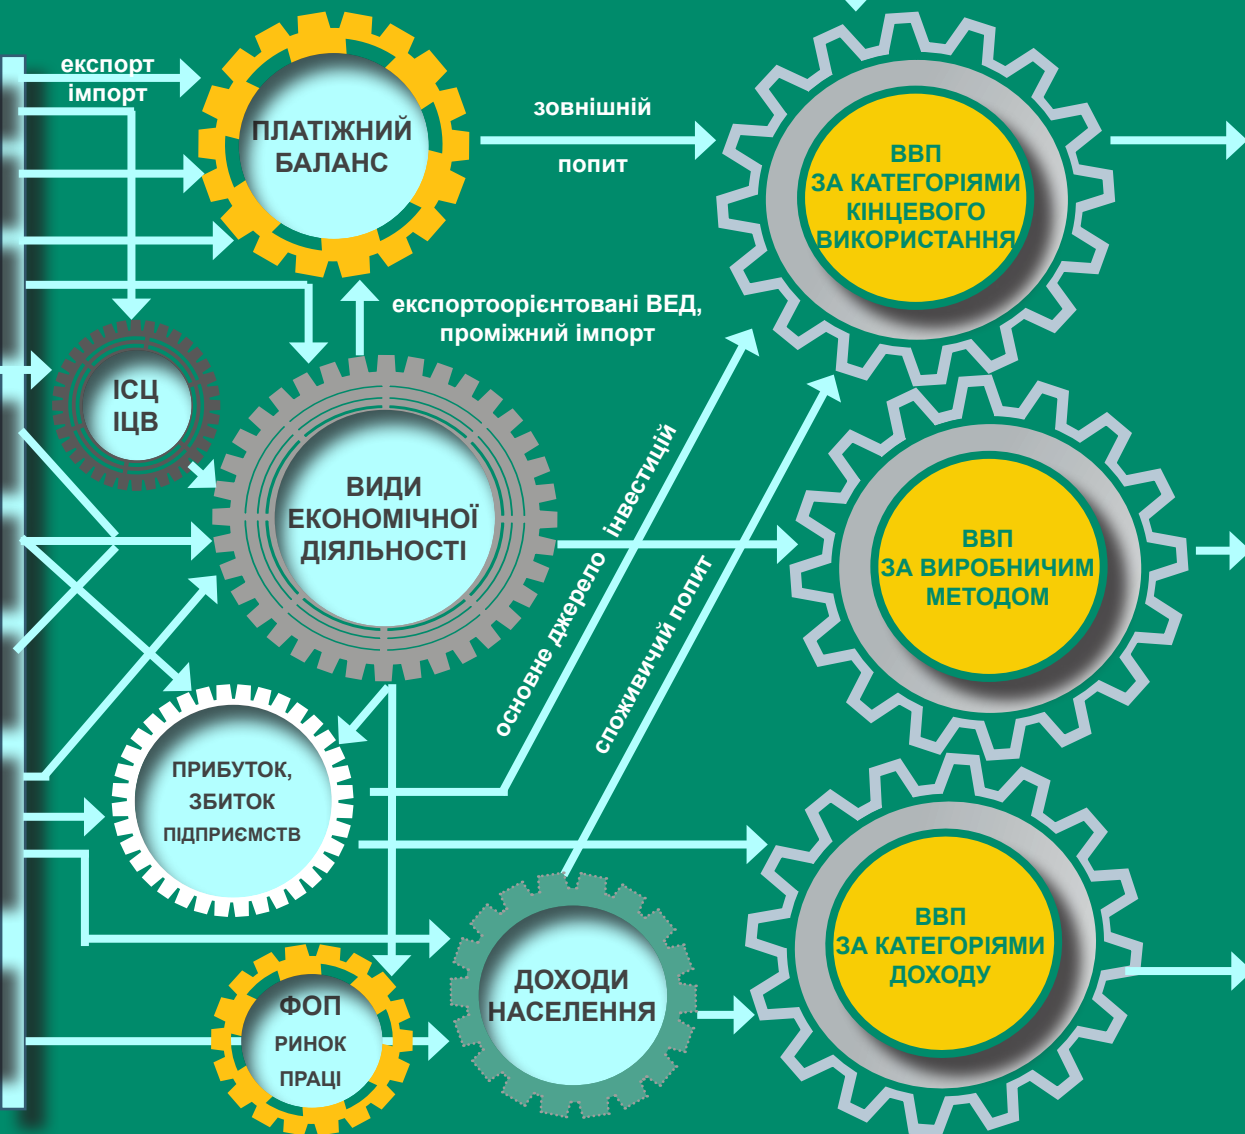 експорт
імпорт
ПЛАТІЖНИЙ
БАЛАНС
зовнішній
попит
ВВП
ЗА КАТЕГОРІЯМИ
КІНЦЕВОГО
ВИКОРИСТАННЯ
експортоорієнтовані ВЕД,
проміжний імпорт
ІСЦ
ІЦВ
ВИДИ
ЕКОНОМІЧНОЇ
ДІЯЛЬНОСТІ
основне джерело інвестицій
споживичий попит
ВВП
ЗА ВИРОБНИЧИМ
МЕТОДОМ
ПРИБУТОК,
ЗБИТОК
ПІДПРИЄМСТВ
ВВП
ЗА КАТЕГОРІЯМИ
ДОХОДУ
ДОХОДИ
НАСЕЛЕННЯ
ФОП
РИНОК
ПРАЦІ